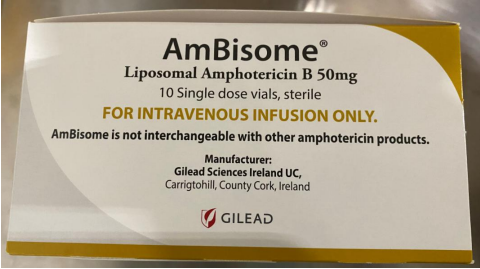 AmBisome®
Liposomal Amphotericin B 50mg
10 Single dose vials, sterile
FOR INTRAVENOUS INFUSION ONLY.
AmBisome is not interchangeable with other amphotericin products.
Manufacturer:
Gilead Sciences Ireland UC,
Carrigtohill, County Cork, Ireland
GILEAD